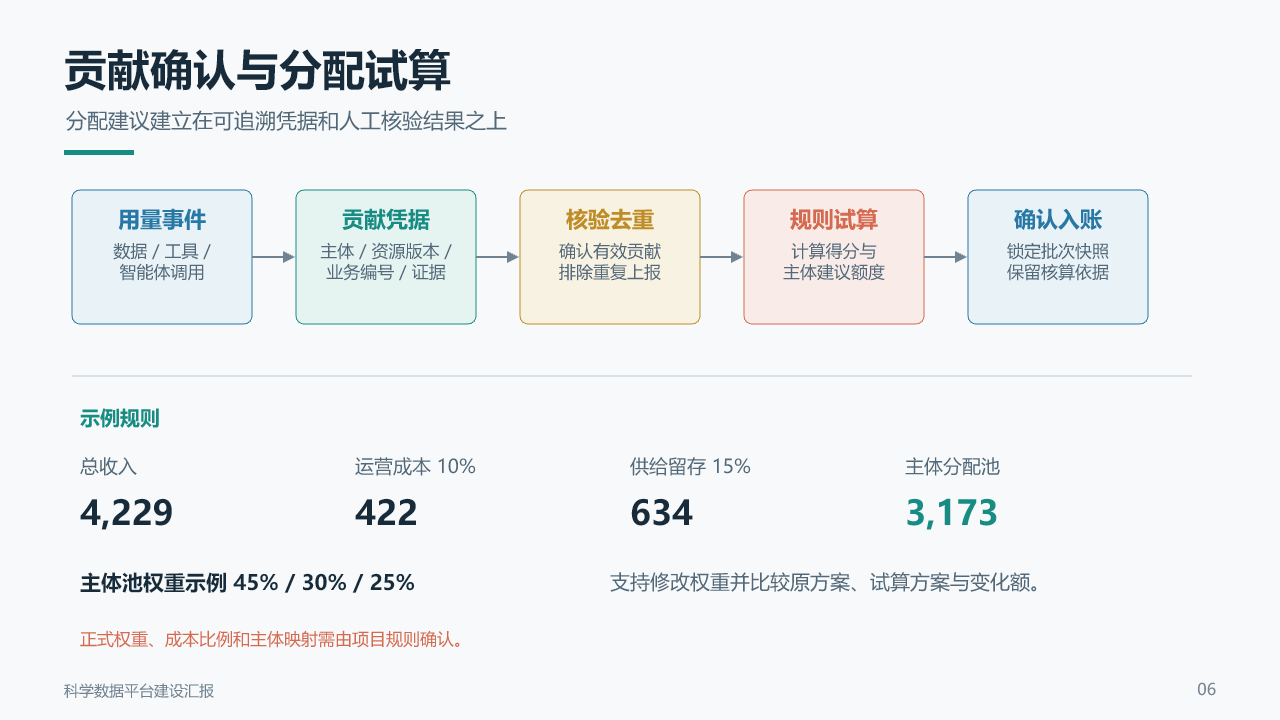 贡献确认与分配试算
分配建议建立在可追溯凭据和人工核验结果之上
用量事件
数据 / 工具 /
智能体调用
贡献凭据
主体 / 资源版本 /
业务编号 / 证据
核验去重
确认有效贡献
排除重复上报
规则试算
计算得分与
主体建议额度
确认入账
锁定批次快照
保留核算依据
示例规则
总收入
4,229
运营成本 10%
422
供给留存 15%
634
主体分配池
3,173
主体池权重示例 45% / 30% / 25%
支持修改权重并比较原方案、试算方案与变化额。
正式权重、成本比例和主体映射需由项目规则确认。
科学数据平台建设汇报
06